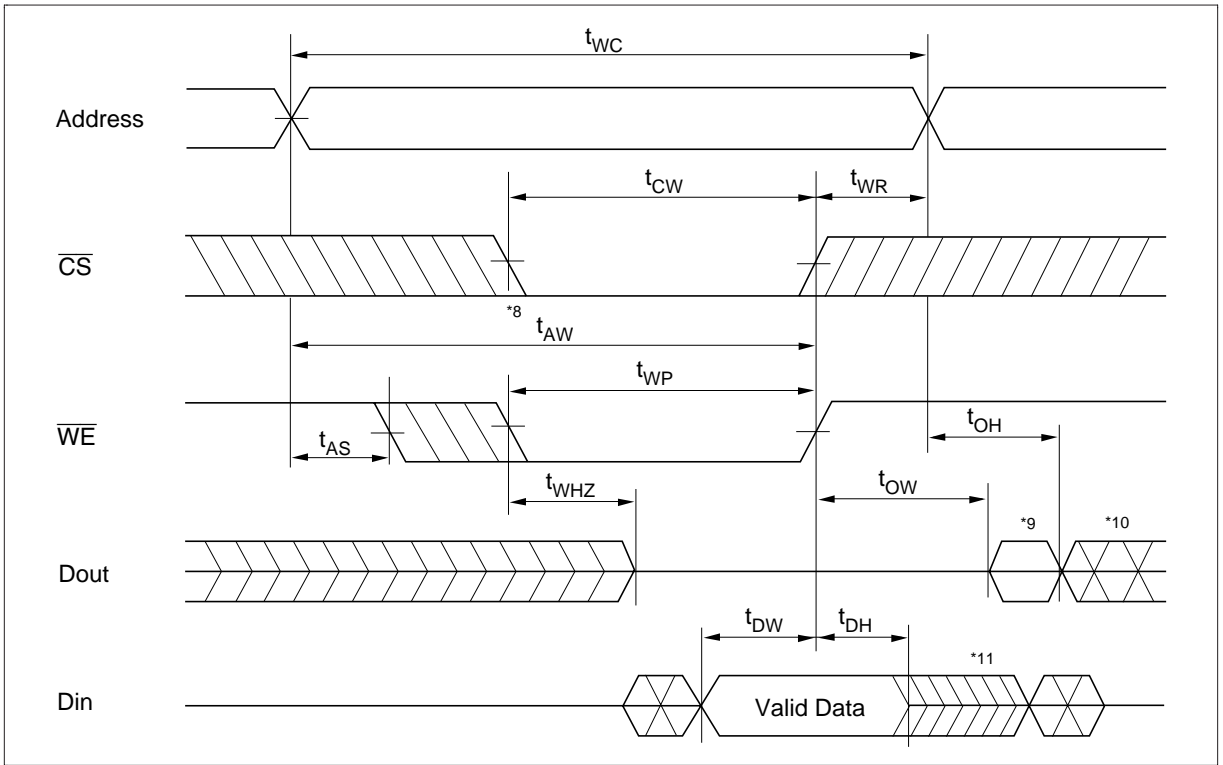 tWC
Address
tCW
tWR
CS
*8
tAW
tWP
WE
tAS
tOH
tWHZ
tOW
*9
*10
Dout
tDW
tDH
*11
Din
Valid Data